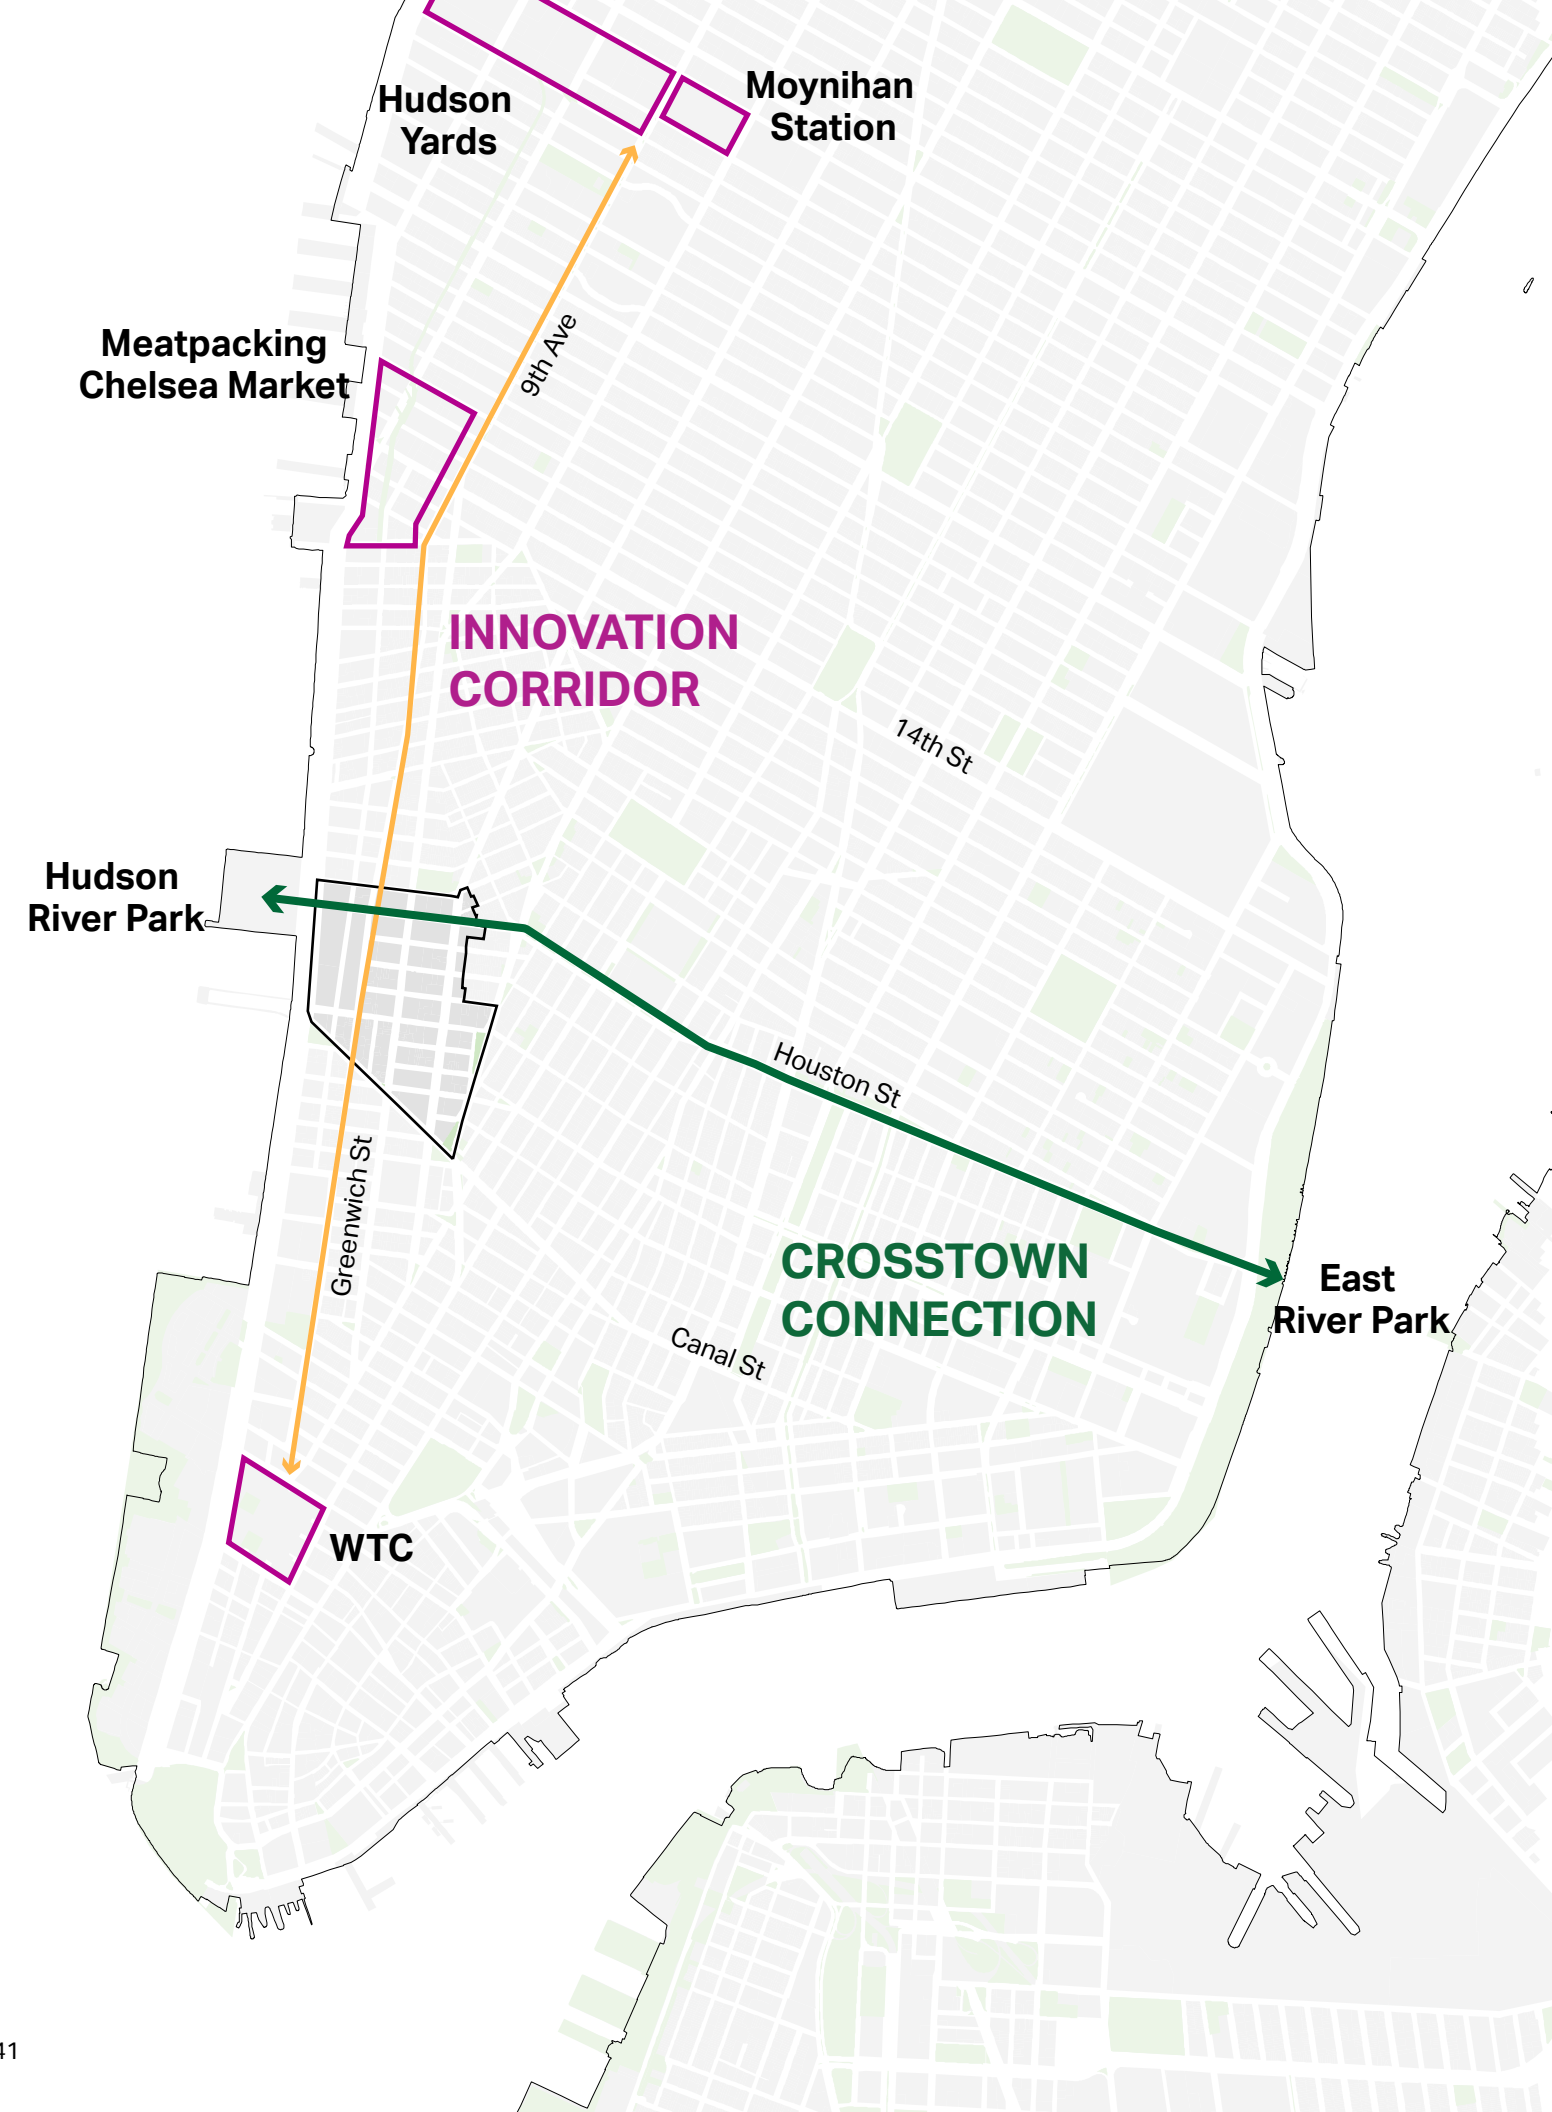 Moynihan
Station
Hudson
Yards
9th Ave
Meatpacking
Chelsea Market
INNOVATION
CORRIDOR
14th St
Hudson
River Park
Houston St
Greenwich St
CROSSTOWN
CONNECTION
East
River Park
Canal St
WTC
41